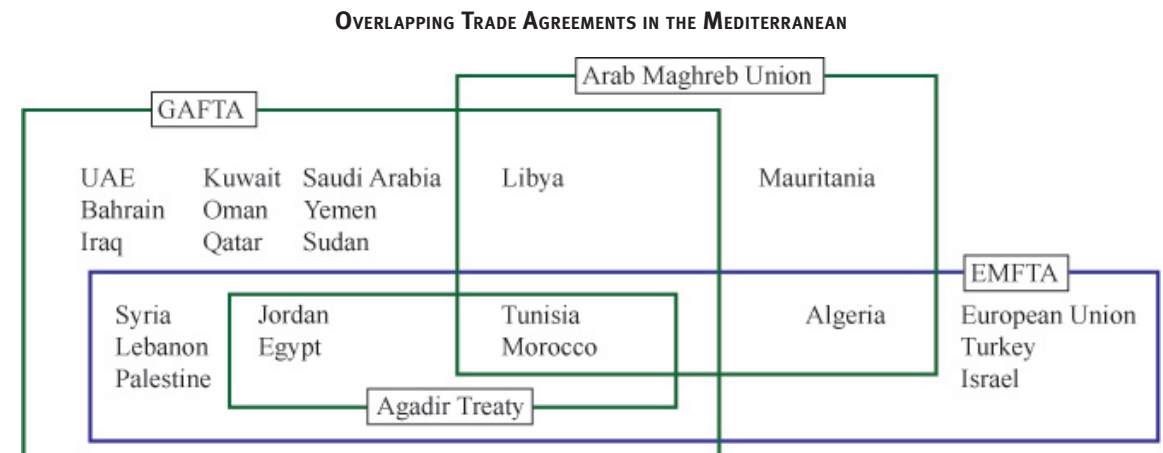 OVERLAPPING TRADE AGREEMENTS IN THE MEDITERRANEAN
Arab Maghreb Union
GAFTA
UAE Kuwait Saudi Arabia Libya Mauritania
Bahrain Oman Yemen
Iraq Qatar Sudan
EMFTA
Syria Jordan Tunisia Algeria European Union
Lebanon Egypt Morocco Turkey
Palestine Israel
Agadir Treaty